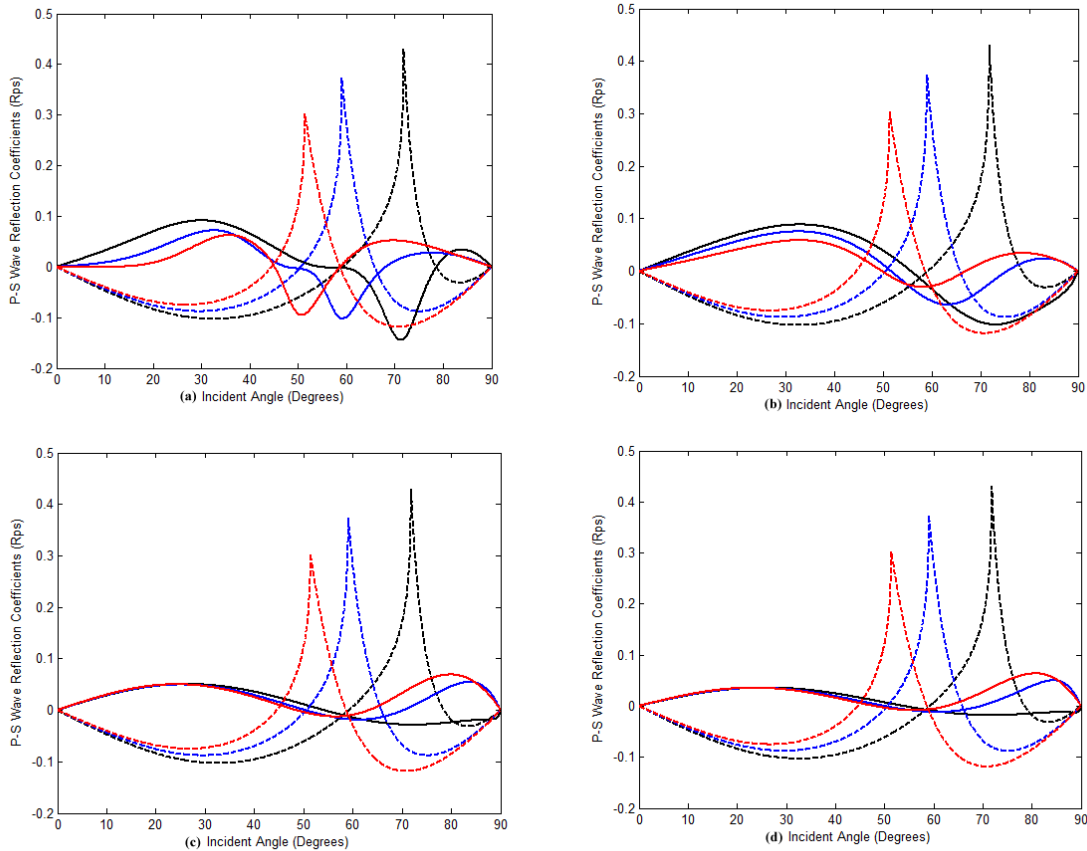 P-S Wave Reflection Coefficients (Rps)
0.5
0.4
0.3
0.2
0.1
0
-0.1
-0.2
0 10 20 30 40 50 60 70 80 90
(a) Incident Angle (Degrees)
P-S Wave Reflection Coefficients (Rps)
0.5
0.4
0.3
0.2
0.1
0
-0.1
-0.2
0 10 20 30 40 50 60 70 80 90
(b) Incident Angle (Degrees)
P-S Wave Reflection Coefficients (Rps)
0.5
0.4
0.3
0.2
0.1
0
-0.1
-0.2
0 10 20 30 40 50 60 70 80 90
(c) Incident Angle (Degrees)
P-S Wave Reflection Coefficients (Rps)
0.5
0.4
0.3
0.2
0.1
0
-0.1
-0.2
0 10 20 30 40 50 60 70 80 90
(d) Incident Angle (Degrees)